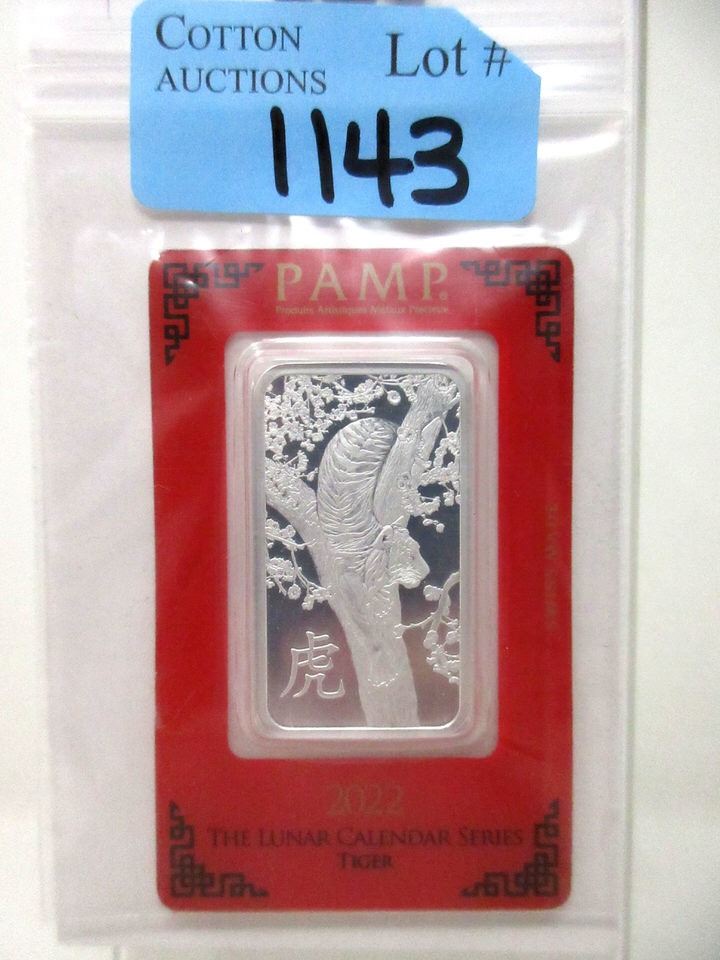 COTTON
AUCTIONS
Lot #
1143
PAMP.
Produits Artistiques Métaux Précieux
虎
2022
THE LUNAR CALENDAR SERIES
TIGER